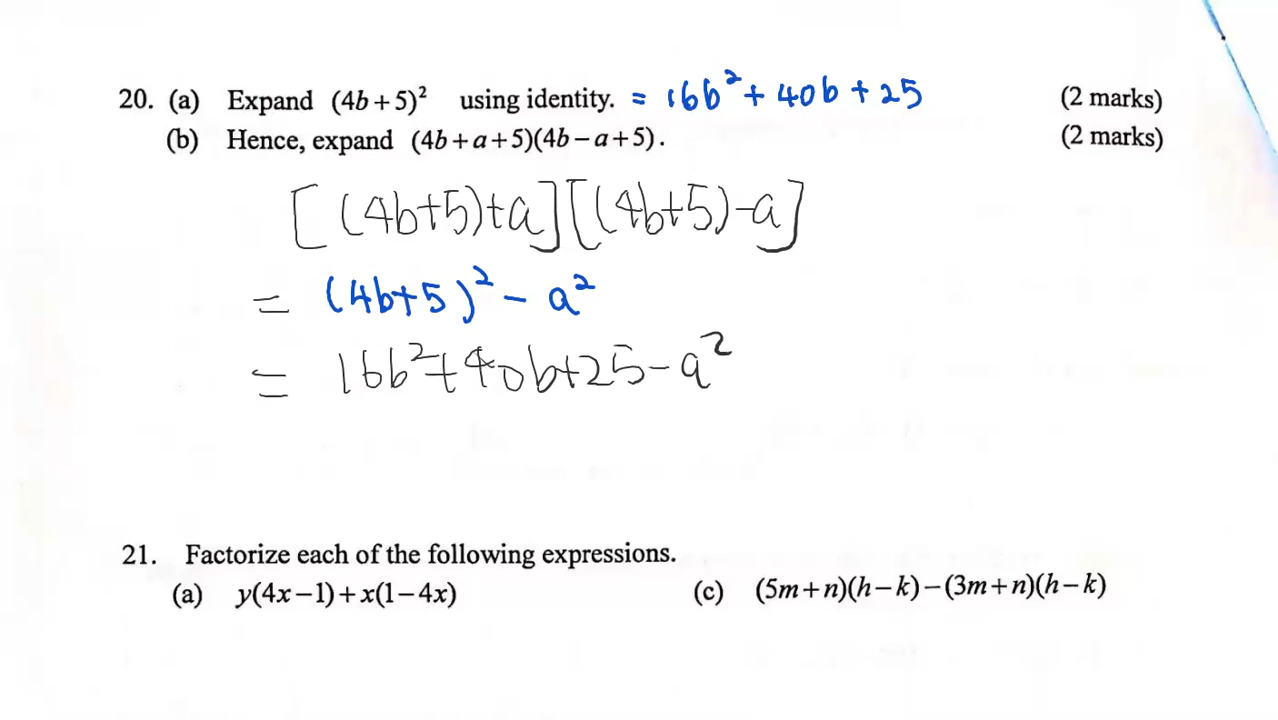 20. (a) Expand (4b+5)² using identity. = 16b²+40b+25 (2 marks)
(b) Hence, expand (4b+a+5)(4b−a+5). (2 marks)
[(4b+5)+a][(4b+5)-a]
= (4b+5)² - a²
= 16b²+40b+25-a²
21. Factorize each of the following expressions.
(a) y(4x−1)+x(1−4x) (c) (5m+n)(h−k)−(3m+n)(h−k)